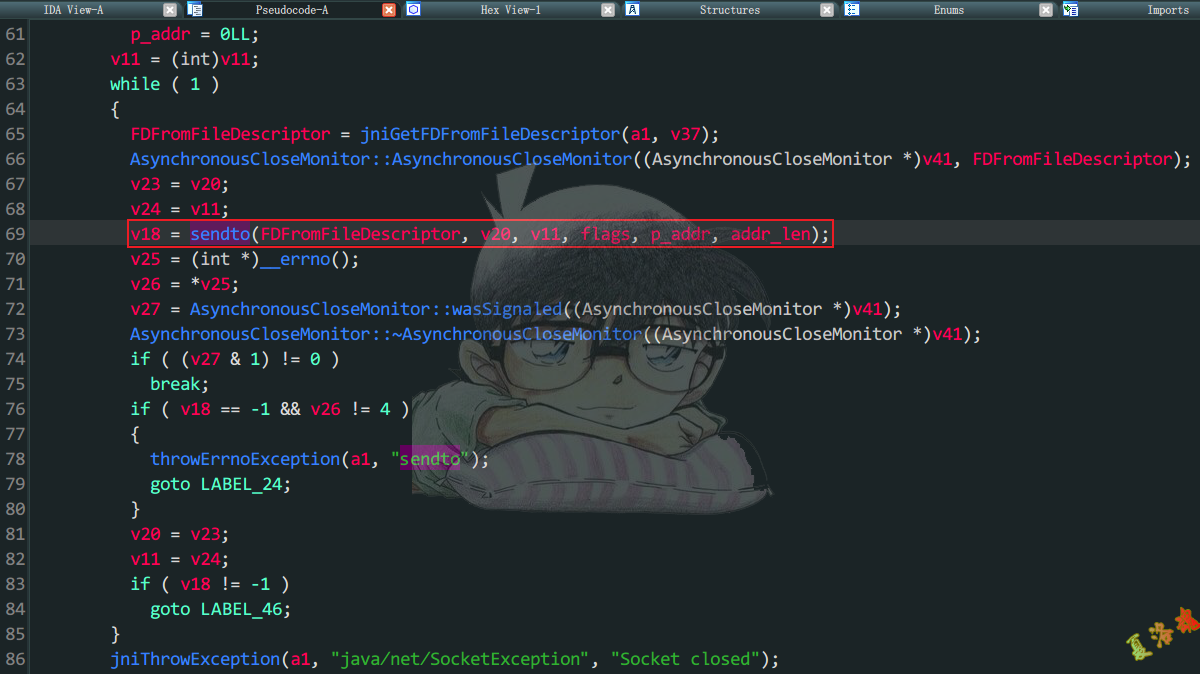 IDA View-A Pseudocode-A Hex View-1 Structures Enums Imports
61 p_addr = 0LL;
62 v11 = (int)v11;
63 while ( 1 )
64 {
65 FDFromFileDescriptor = jniGetFDFromFileDescriptor(a1, v37);
66 AsynchronousCloseMonitor::AsynchronousCloseMonitor((AsynchronousCloseMonitor *)v41, FDFromFileDescriptor);
67 v23 = v20;
68 v24 = v11;
69 v18 = sendto(FDFromFileDescriptor, v20, v11, flags, p_addr, addr_len);
70 v25 = (int *)__errno();
71 v26 = *v25;
72 v27 = AsynchronousCloseMonitor::wasSignaled((AsynchronousCloseMonitor *)v41);
73 AsynchronousCloseMonitor::~AsynchronousCloseMonitor((AsynchronousCloseMonitor *)v41);
74 if ( (v27 & 1) != 0 )
75 break;
76 if ( v18 == -1 && v26 != 4 )
77 {
78 throwErrnoException(a1, "sendto");
79 goto LABEL_24;
80 }
81 v20 = v23;
82 v11 = v24;
83 if ( v18 != -1 )
84 goto LABEL_46;
85 }
86 jniThrowException(a1, "java/net/SocketException", "Socket closed");
夏洛